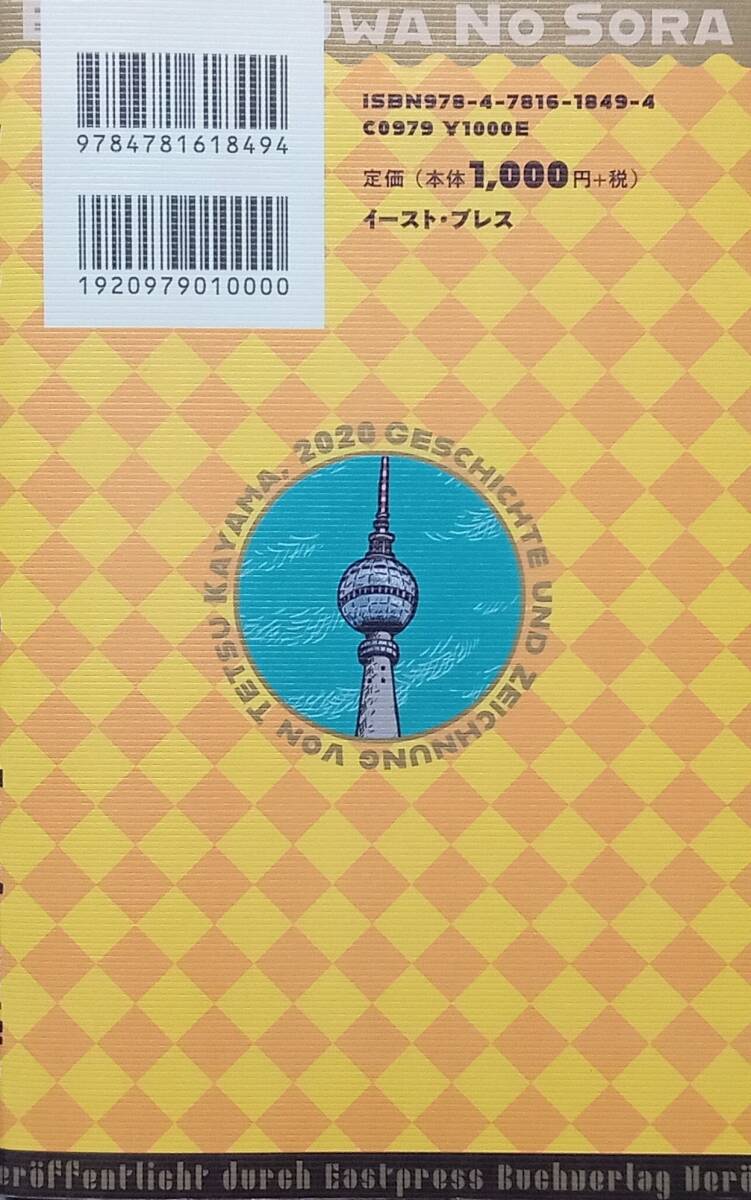 UWA NO SORA
9784781618494
1920979010000
ISBN978-4-7816-1849-4
C0979 ¥1000E
定価（本体1,000円+税）
イースト・プレス
GESCHICHTE UND ZEICHNUNG VON TETSU KAYAMA, 2020
eröffentlicht durch Eastpress Buchverlag Verö